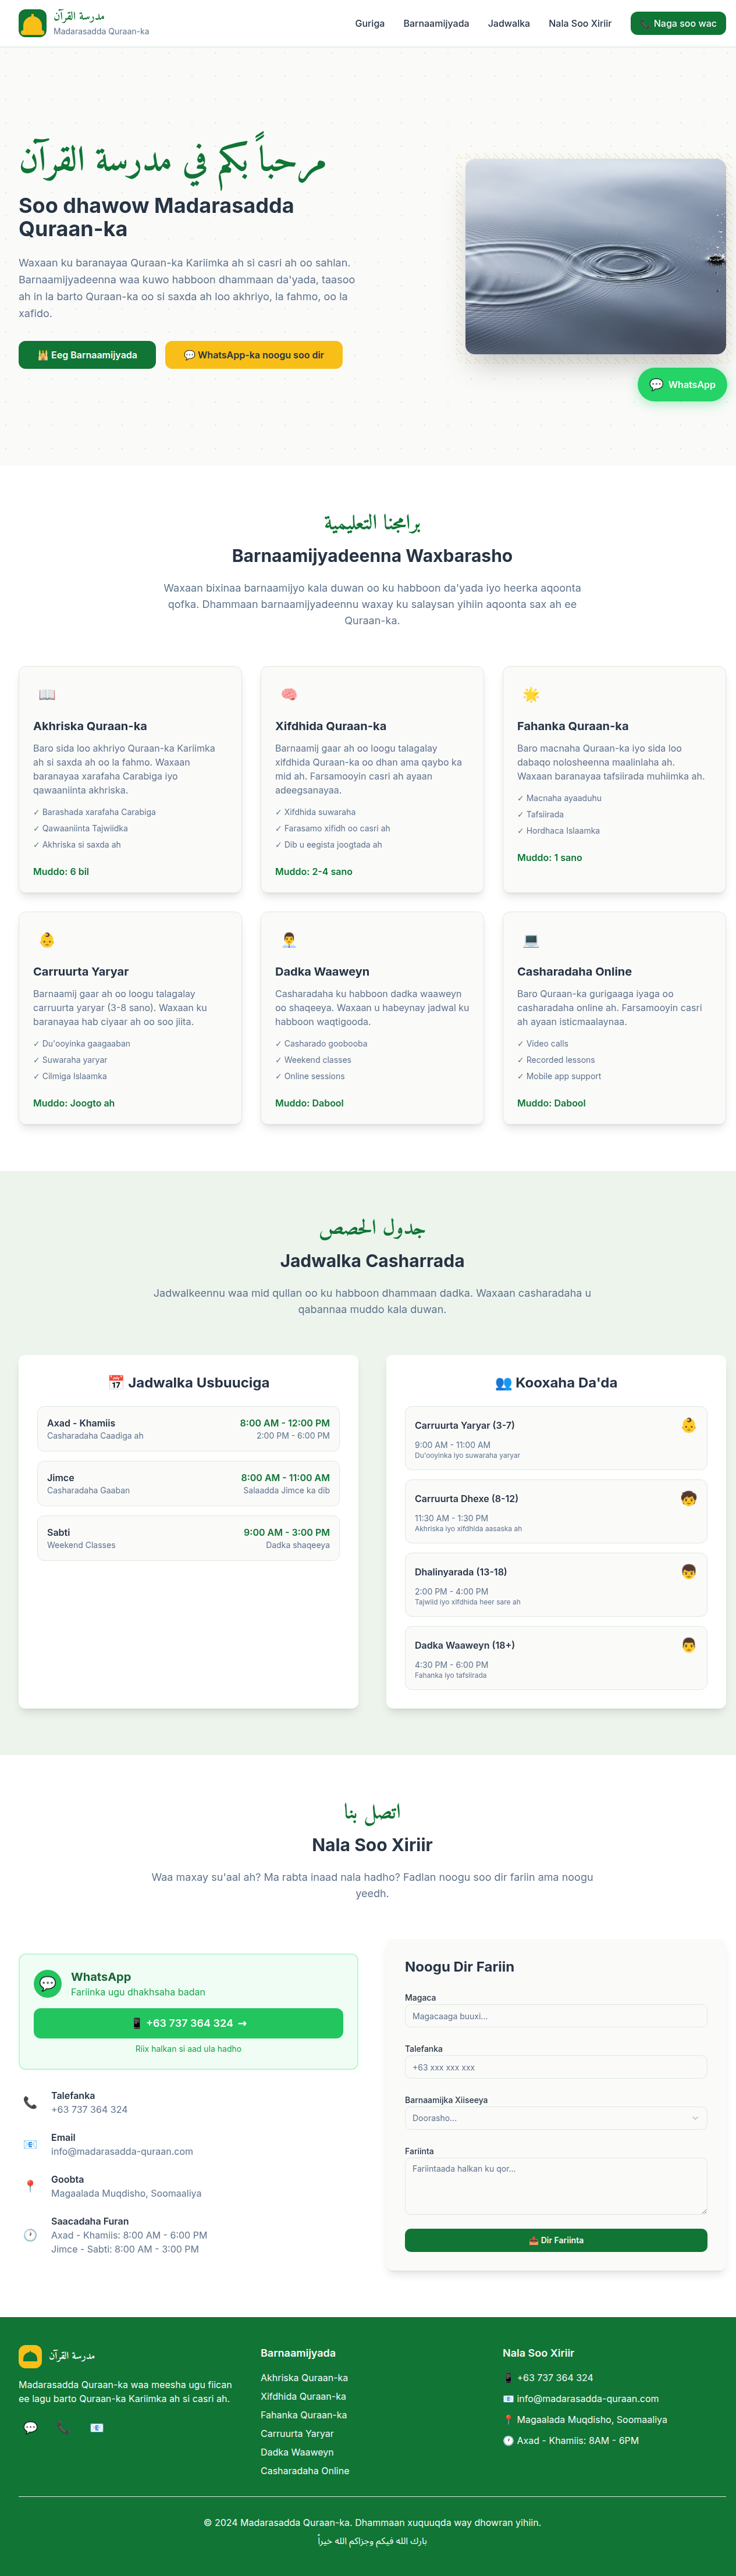 مدرسة القرآن
Madarasadda Quraan-ka
Guriga
Barnaamijyada
Jadwalka
Nala Soo Xiriir
📞 Naga soo wac
مرحباً بكم في مدرسة القرآن
Soo dhawow Madarasadda
Quraan-ka
Waxaan ku baranayaa Quraan-ka Kariimka ah si casri ah oo sahlan.
Barnaamijyadeenna waa kuwo habboon dhammaan da'yada, taasoo
ah in la barto Quraan-ka oo si saxda ah loo akhriyo, la fahmo, oo la
xafido.
🕌 Eeg Barnaamijyada
💬 WhatsApp-ka noogu soo dir
💬 WhatsApp
برامجنا التعليمية
Barnaamijyadeenna Waxbarasho
Waxaan bixinaa barnaamijyo kala duwan oo ku habboon da'yada iyo heerka aqoonta
qofka. Dhammaan barnaamijyadeennu waxay ku salaysan yihiin aqoonta sax ah ee
Quraan-ka.
📖
Akhriska Quraan-ka
Baro sida loo akhriyo Quraan-ka Kariimka
ah si saxda ah oo la fahmo. Waxaan
baranayaa xarafaha Carabiga iyo
qawaaniinta akhriska.
✓ Barashada xarafaha Carabiga
✓ Qawaaniinta Tajwiidka
✓ Akhriska si saxda ah
Muddo: 6 bil
🧠
Xifdhida Quraan-ka
Barnaamij gaar ah oo loogu talagalay
xifdhida Quraan-ka oo dhan ama qaybo ka
mid ah. Farsamooyin casri ah ayaan
adeegsanayaa.
✓ Xifdhida suwaraha
✓ Farasamo xifidh oo casri ah
✓ Dib u eegista joogtada ah
Muddo: 2-4 sano
🌟
Fahanka Quraan-ka
Baro macnaha Quraan-ka iyo sida loo
dabaqo nolosheenna maalinlaha ah.
Waxaan baranayaa tafsiirada muhiimka ah.
✓ Macnaha ayaaduhu
✓ Tafsiirada
✓ Hordhaca Islaamka
Muddo: 1 sano
👶
Carruurta Yaryar
Barnaamij gaar ah oo loogu talagalay
carruurta yaryar (3-8 sano). Waxaan ku
baranayaa hab ciyaar ah oo soo jiita.
✓ Du'ooyinka gaagaaban
✓ Suwaraha yaryar
✓ Cilmiga Islaamka
Muddo: Joogto ah
👨‍💼
Dadka Waaweyn
Casharadaha ku habboon dadka waaweyn
oo shaqeeya. Waxaan u habeynay jadwal ku
habboon waqtigooda.
✓ Casharado goobooba
✓ Weekend classes
✓ Online sessions
Muddo: Dabool
💻
Casharadaha Online
Baro Quraan-ka gurigaaga iyaga oo
casharadaha online ah. Farsamooyin casri
ah ayaan isticmaalaynaa.
✓ Video calls
✓ Recorded lessons
✓ Mobile app support
Muddo: Dabool
جدول الحصص
Jadwalka Casharrada
Jadwalkeennu waa mid qullan oo ku habboon dhammaan dadka. Waxaan casharadaha u
qabannaa muddo kala duwan.
📅 Jadwalka Usbuuciga
Axad - Khamiis
8:00 AM - 12:00 PM
Casharadaha Caadiga ah
2:00 PM - 6:00 PM
Jimce
8:00 AM - 11:00 AM
Casharadaha Gaaban
Salaadda Jimce ka dib
Sabti
9:00 AM - 3:00 PM
Weekend Classes
Dadka shaqeeya
👥 Kooxaha Da'da
Carruurta Yaryar (3-7)
👶
9:00 AM - 11:00 AM
Du'ooyinka iyo suwaraha yaryar
Carruurta Dhexe (8-12)
🧒
11:30 AM - 1:30 PM
Akhriska iyo xifdhida aasaska ah
Dhalinyarada (13-18)
👦
2:00 PM - 4:00 PM
Tajwiid iyo xifdhida heer sare ah
Dadka Waaweyn (18+)
👨
4:30 PM - 6:00 PM
Fahanka iyo tafsiirada
اتصل بنا
Nala Soo Xiriir
Waa maxay su'aal ah? Ma rabta inaad nala hadho? Fadlan noogu soo dir fariin ama noogu
yeedh.
💬
WhatsApp
Fariinka ugu dhakhsaha badan
📱 +63 737 364 324 →
Riix halkan si aad ula hadho
📞
Talefanka
+63 737 364 324
📧
Email
info@madarasadda-quraan.com
📍
Goobta
Magaalada Muqdisho, Soomaaliya
🕐
Saacadaha Furan
Axad - Khamiis: 8:00 AM - 6:00 PM
Jimce - Sabti: 8:00 AM - 3:00 PM
Noogu Dir Fariin
Magaca
Magacaaga buuxi...
Talefanka
+63 xxx xxx xxx
Barnaamijka Xiiseeya
Doorasho...
Fariinta
Fariintaada halkan ku qor...
📤 Dir Fariinta
مدرسة القرآن
Madarasadda Quraan-ka waa meesha ugu fiican
ee lagu barto Quraan-ka Kariimka ah si casri ah.
💬 📞 📧
Barnaamijyada
Akhriska Quraan-ka
Xifdhida Quraan-ka
Fahanka Quraan-ka
Carruurta Yaryar
Dadka Waaweyn
Casharadaha Online
Nala Soo Xiriir
📱 +63 737 364 324
📧 info@madarasadda-quraan.com
📍 Magaalada Muqdisho, Soomaaliya
🕐 Axad - Khamiis: 8AM - 6PM
© 2024 Madarasadda Quraan-ka. Dhammaan xuquuqda way dhowran yihiin.
بارك الله فيكم وجزاكم الله خيراً